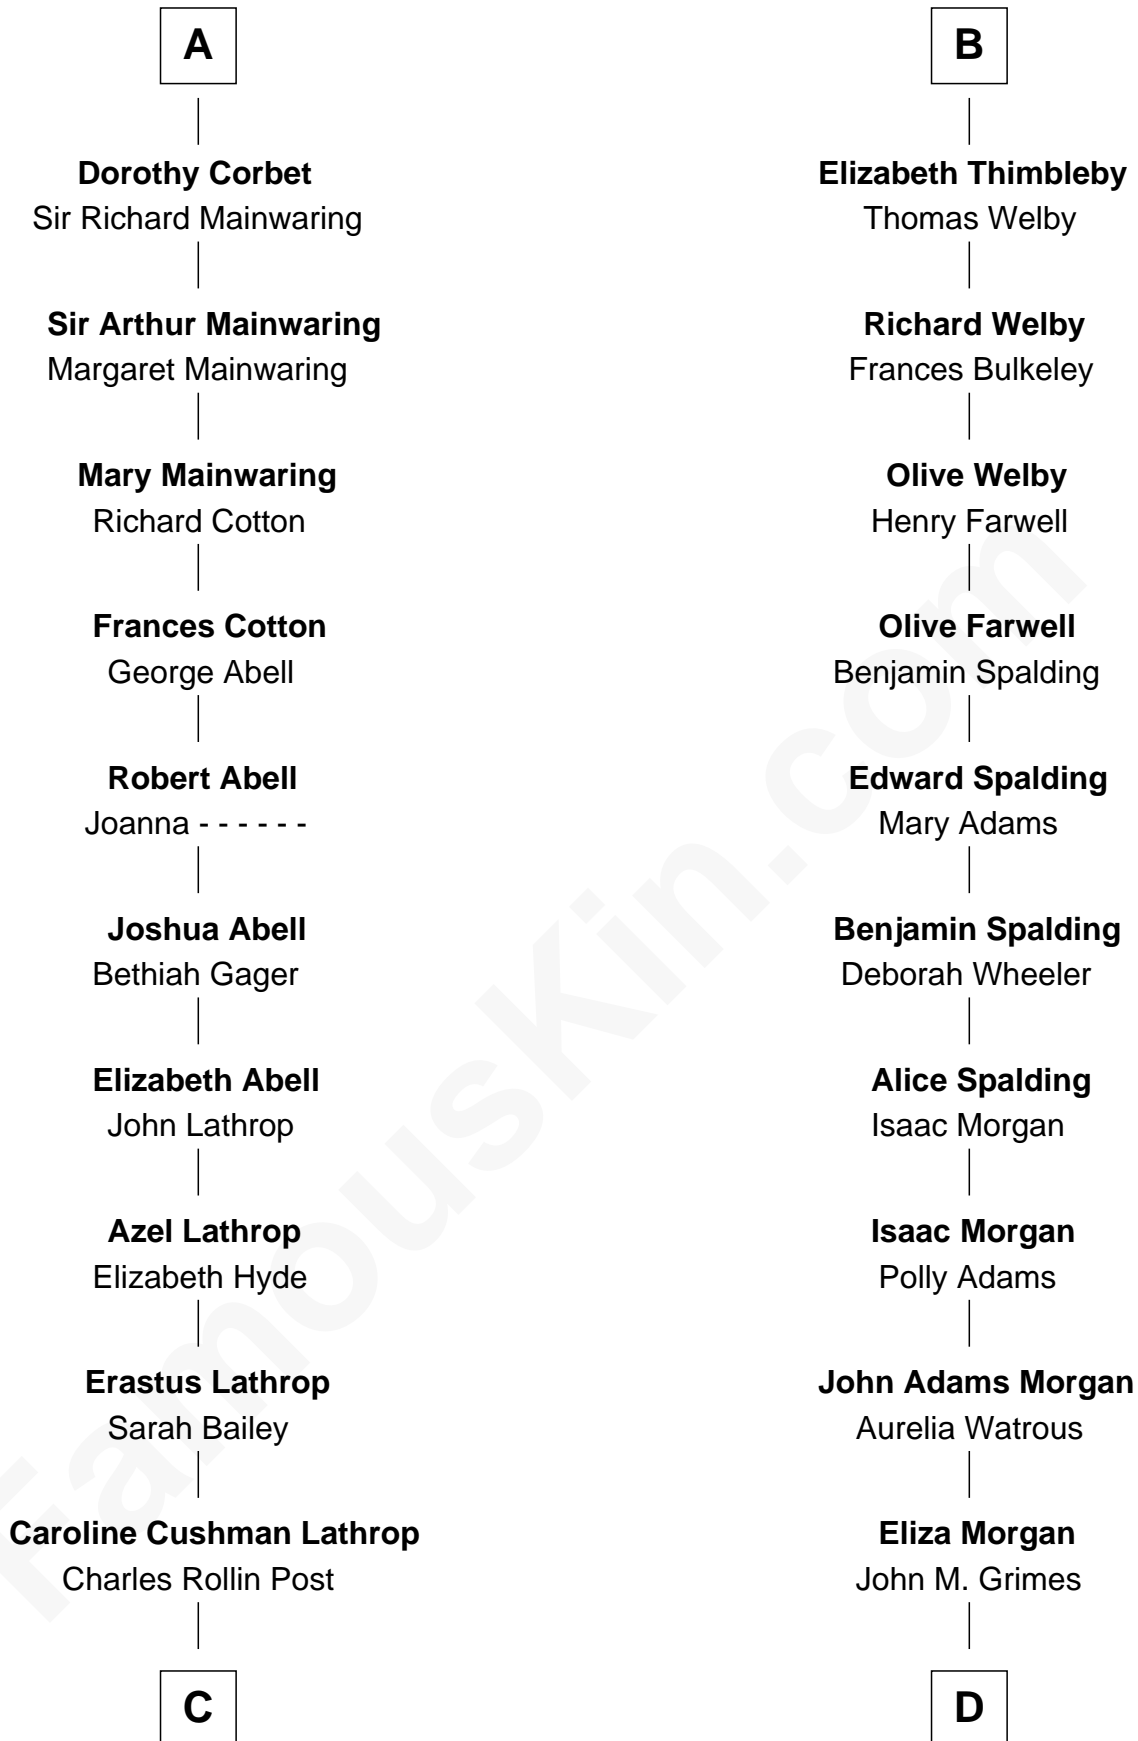 A
Dorothy Corbet
Sir Richard Mainwaring
Sir Arthur Mainwaring
Margaret Mainwaring
Mary Mainwaring
Richard Cotton
Frances Cotton
George Abell
Robert Abell
Joanna - - - - - -
Joshua Abell
Bethiah Gager
Elizabeth Abell
John Lathrop
Azel Lathrop
Elizabeth Hyde
Erastus Lathrop
Sarah Bailey
Caroline Cushman Lathrop
Charles Rollin Post
C
B
Elizabeth Thimbleby
Thomas Welby
Richard Welby
Frances Bulkeley
Olive Welby
Henry Farwell
Olive Farwell
Benjamin Spalding
Edward Spalding
Mary Adams
Benjamin Spalding
Deborah Wheeler
Alice Spalding
Isaac Morgan
Isaac Morgan
Polly Adams
John Adams Morgan
Aurelia Watrous
Eliza Morgan
John M. Grimes
D
FamousKin.com